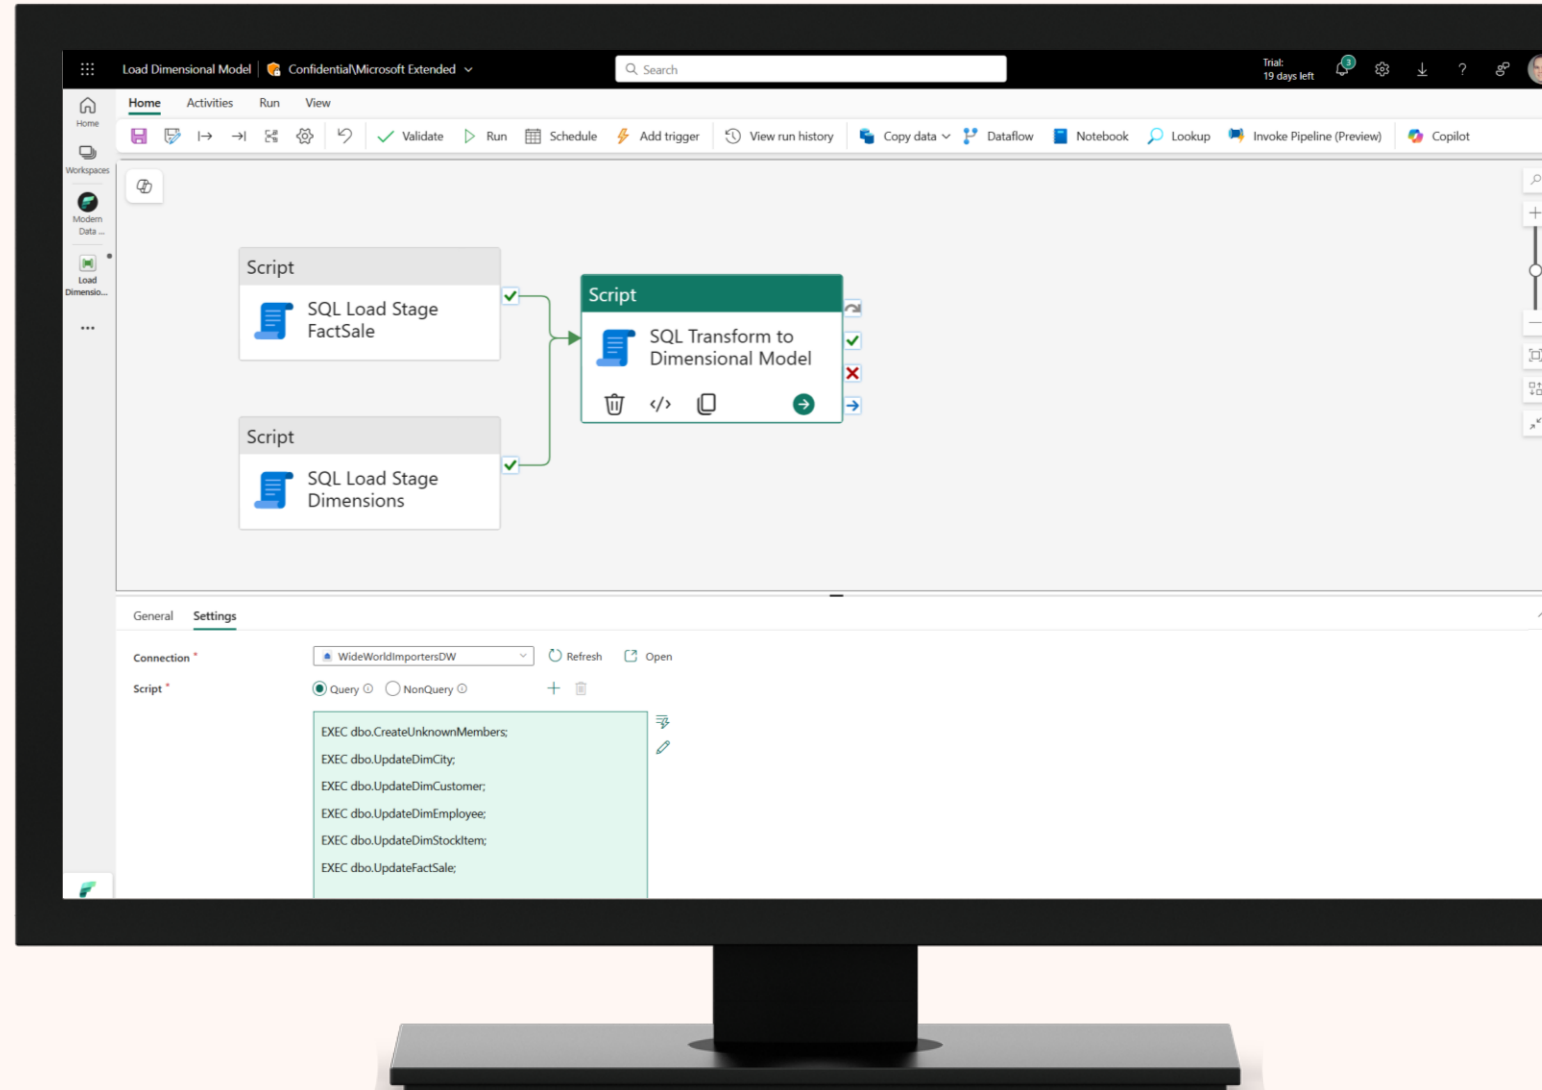 Load Dimensional Model
Confidential\Microsoft Extended
Search
Trial:
19 days left
3
Home
Activities
Run
View
Validate
Run
Schedule
Add trigger
View run history
Copy data
Dataflow
Notebook
Lookup
Invoke Pipeline (Preview)
Copilot
Home
Workspaces
Modern
Data ...
Load
Dimensio...
Script
SQL Load Stage
FactSale
Script
SQL Transform to
Dimensional Model
Script
SQL Load Stage
Dimensions
General
Settings
Connection *
WideWorldImportersDW
Refresh
Open
Script *
Query
NonQuery
EXEC dbo.CreateUnknownMembers;
EXEC dbo.UpdateDimCity;
EXEC dbo.UpdateDimCustomer;
EXEC dbo.UpdateDimEmployee;
EXEC dbo.UpdateDimStockItem;
EXEC dbo.UpdateFactSale;